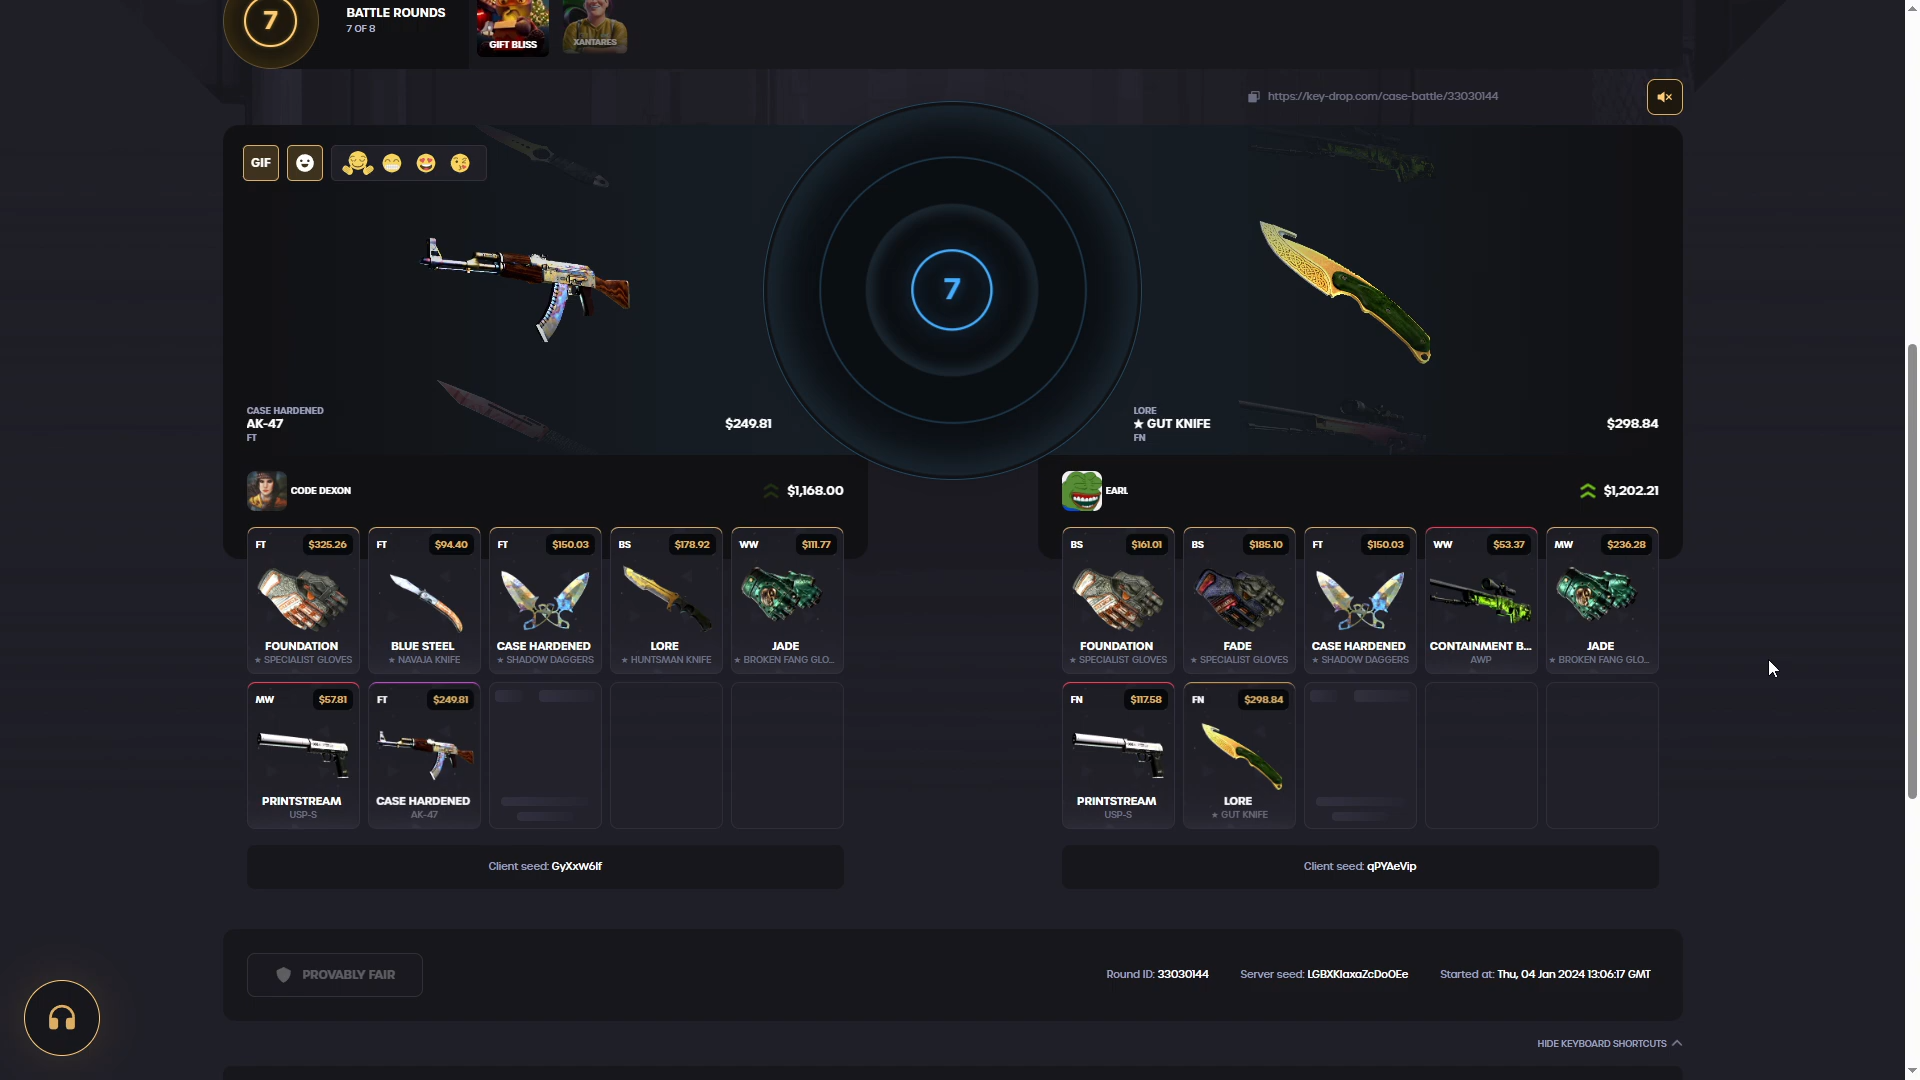 7
BATTLE ROUNDS
7 OF 8
GIFT BLISS
XANTARES
https://key-drop.com/case-battle/33030144
GIF
7
CASE HARDENED
AK-47
FT
$249.81
LORE
★ GUT KNIFE
FN
$298.84
CODE DEXON
$1,168.00
EARL
$1,202.21
FT $325.26
FOUNDATION
★ SPECIALIST GLOVES
FT $94.40
BLUE STEEL
★ NAVAJA KNIFE
FT $150.03
CASE HARDENED
★ SHADOW DAGGERS
BS $178.92
LORE
★ HUNTSMAN KNIFE
WW $111.77
JADE
★ BROKEN FANG GLO...
MW $57.81
PRINTSTREAM
USP-S
FT $249.81
CASE HARDENED
AK-47
BS $161.01
FOUNDATION
★ SPECIALIST GLOVES
BS $185.10
FADE
★ SPECIALIST GLOVES
FT $150.03
CASE HARDENED
★ SHADOW DAGGERS
WW $53.37
CONTAINMENT B...
AWP
MW $236.28
JADE
★ BROKEN FANG GLO...
FN $117.58
PRINTSTREAM
USP-S
FN $298.84
LORE
★ GUT KNIFE
Client seed: GyXxW6lf
Client seed: qPYAeVip
PROVABLY FAIR
Round ID: 33030144
Server seed: LGBXKlaxaZcDoOEe
Started at: Thu, 04 Jan 2024 13:06:17 GMT
HIDE KEYBOARD SHORTCUTS